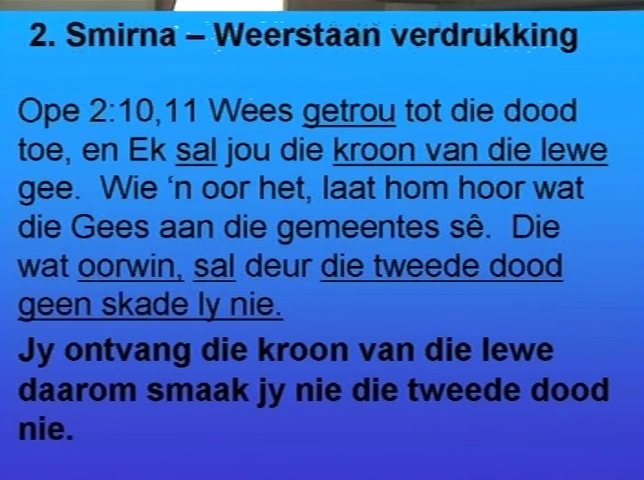 2. Smirna – Weerstaan verdrukking
Ope 2:10,11 Wees getrou tot die dood
toe, en Ek sal jou die kroon van die lewe
gee. Wie ‘n oor het, laat hom hoor wat
die Gees aan die gemeentes sê. Die
wat oorwin, sal deur die tweede dood
geen skade ly nie.
Jy ontvang die kroon van die lewe
daarom smaak jy nie die tweede dood
nie.